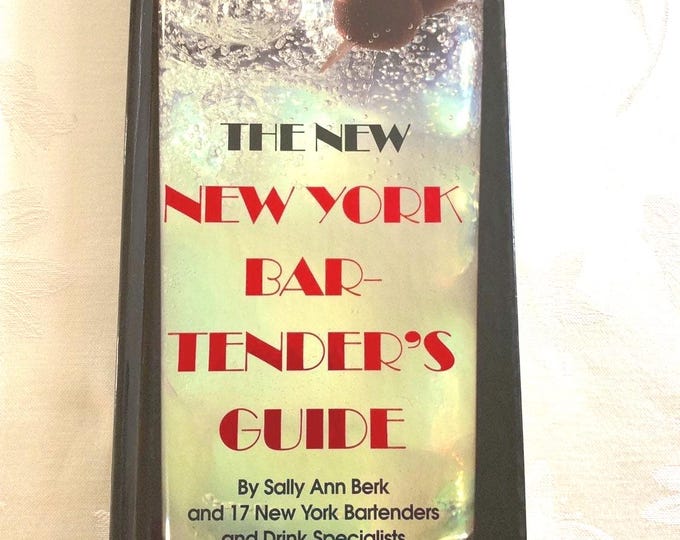 THE NEW
NEW YORK
BAR-
TENDER'S
GUIDE
By Sally Ann Berk
and 17 New York Bartenders
and Drink Specialists